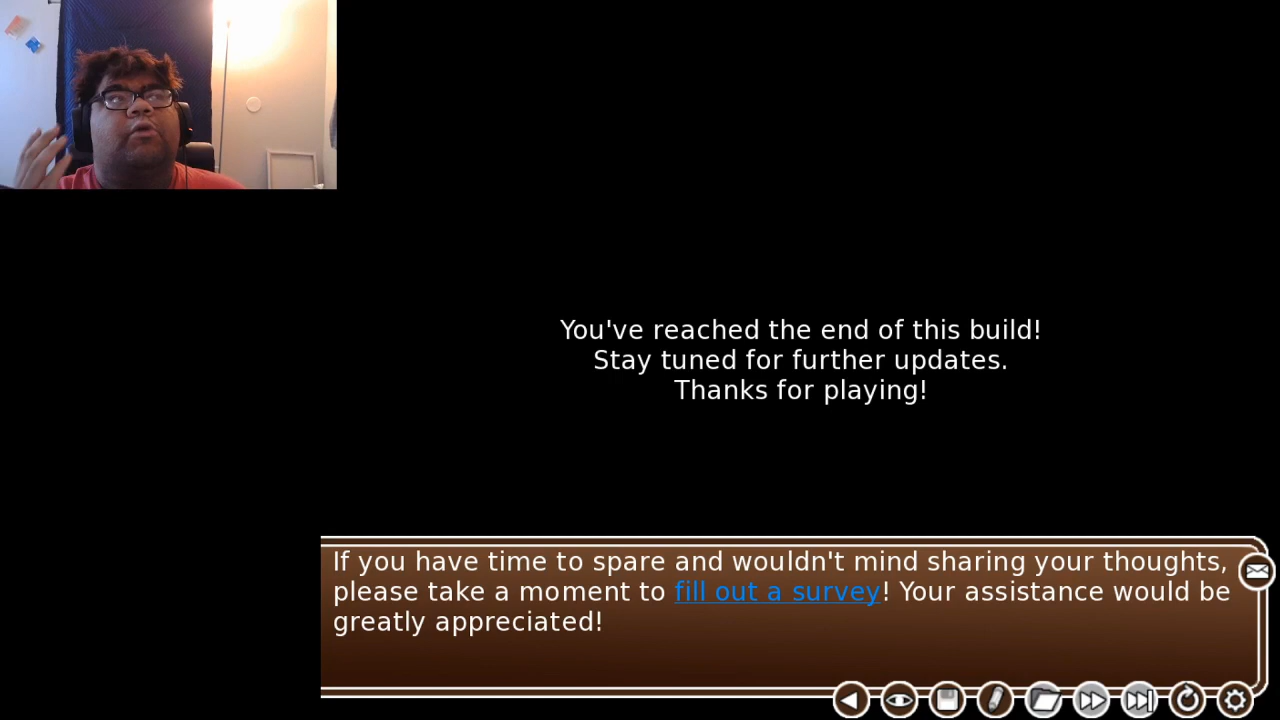 You've reached the end of this build!
Stay tuned for further updates.
Thanks for playing!
If you have time to spare and wouldn't mind sharing your thoughts,
please take a moment to fill out a survey! Your assistance would be
greatly appreciated!